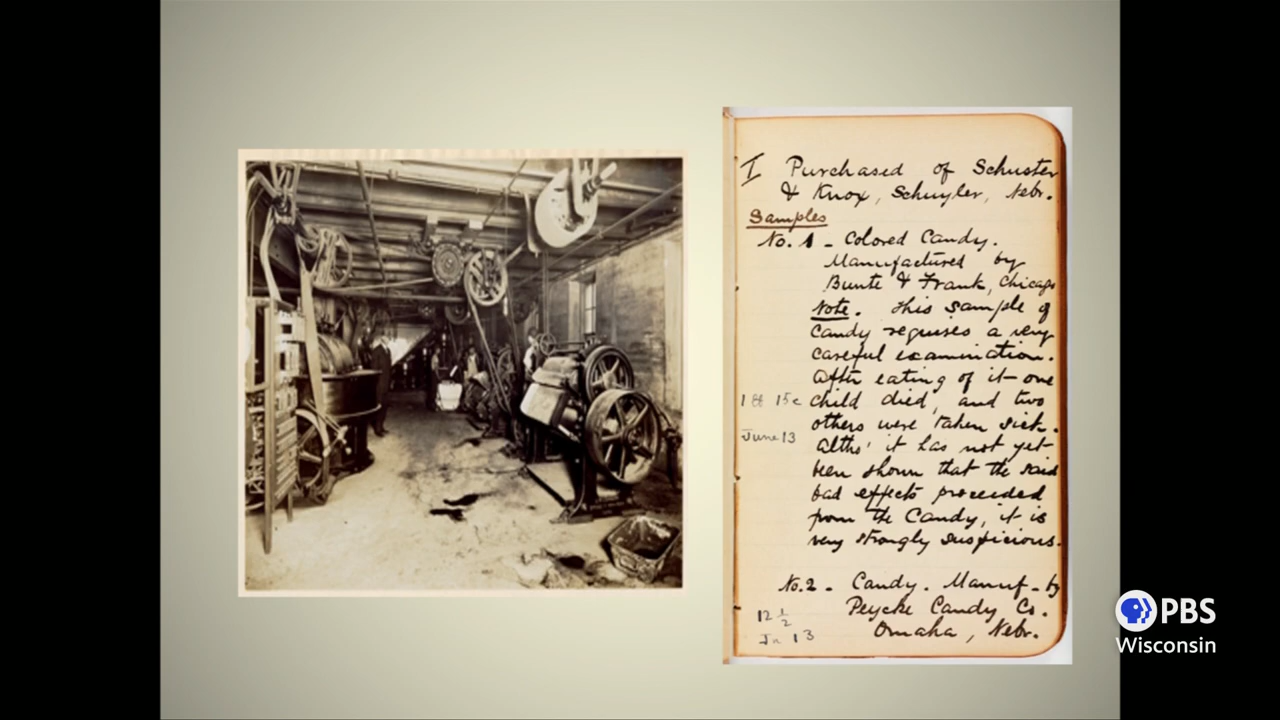 I Purchased of Schuster
& Knox, Schuyler, Nebr.
Samples
No. 1 - Colored Candy.
Manufactured by
Bunte & Frank, Chicago
Note. This sample of
Candy requires a very
careful examination.
After eating of it one
1 @ 15c child died, and two
June 13 others were taken sick.
altho' it has not yet
been shown that the said
bad effects proceeded
from the Candy, it is
very strongly suspicious.
No. 2 - Candy. Manuf- by
12 1/2 Peycke Candy Co.
Jn 13 Omaha, Nebr.
PBS
Wisconsin